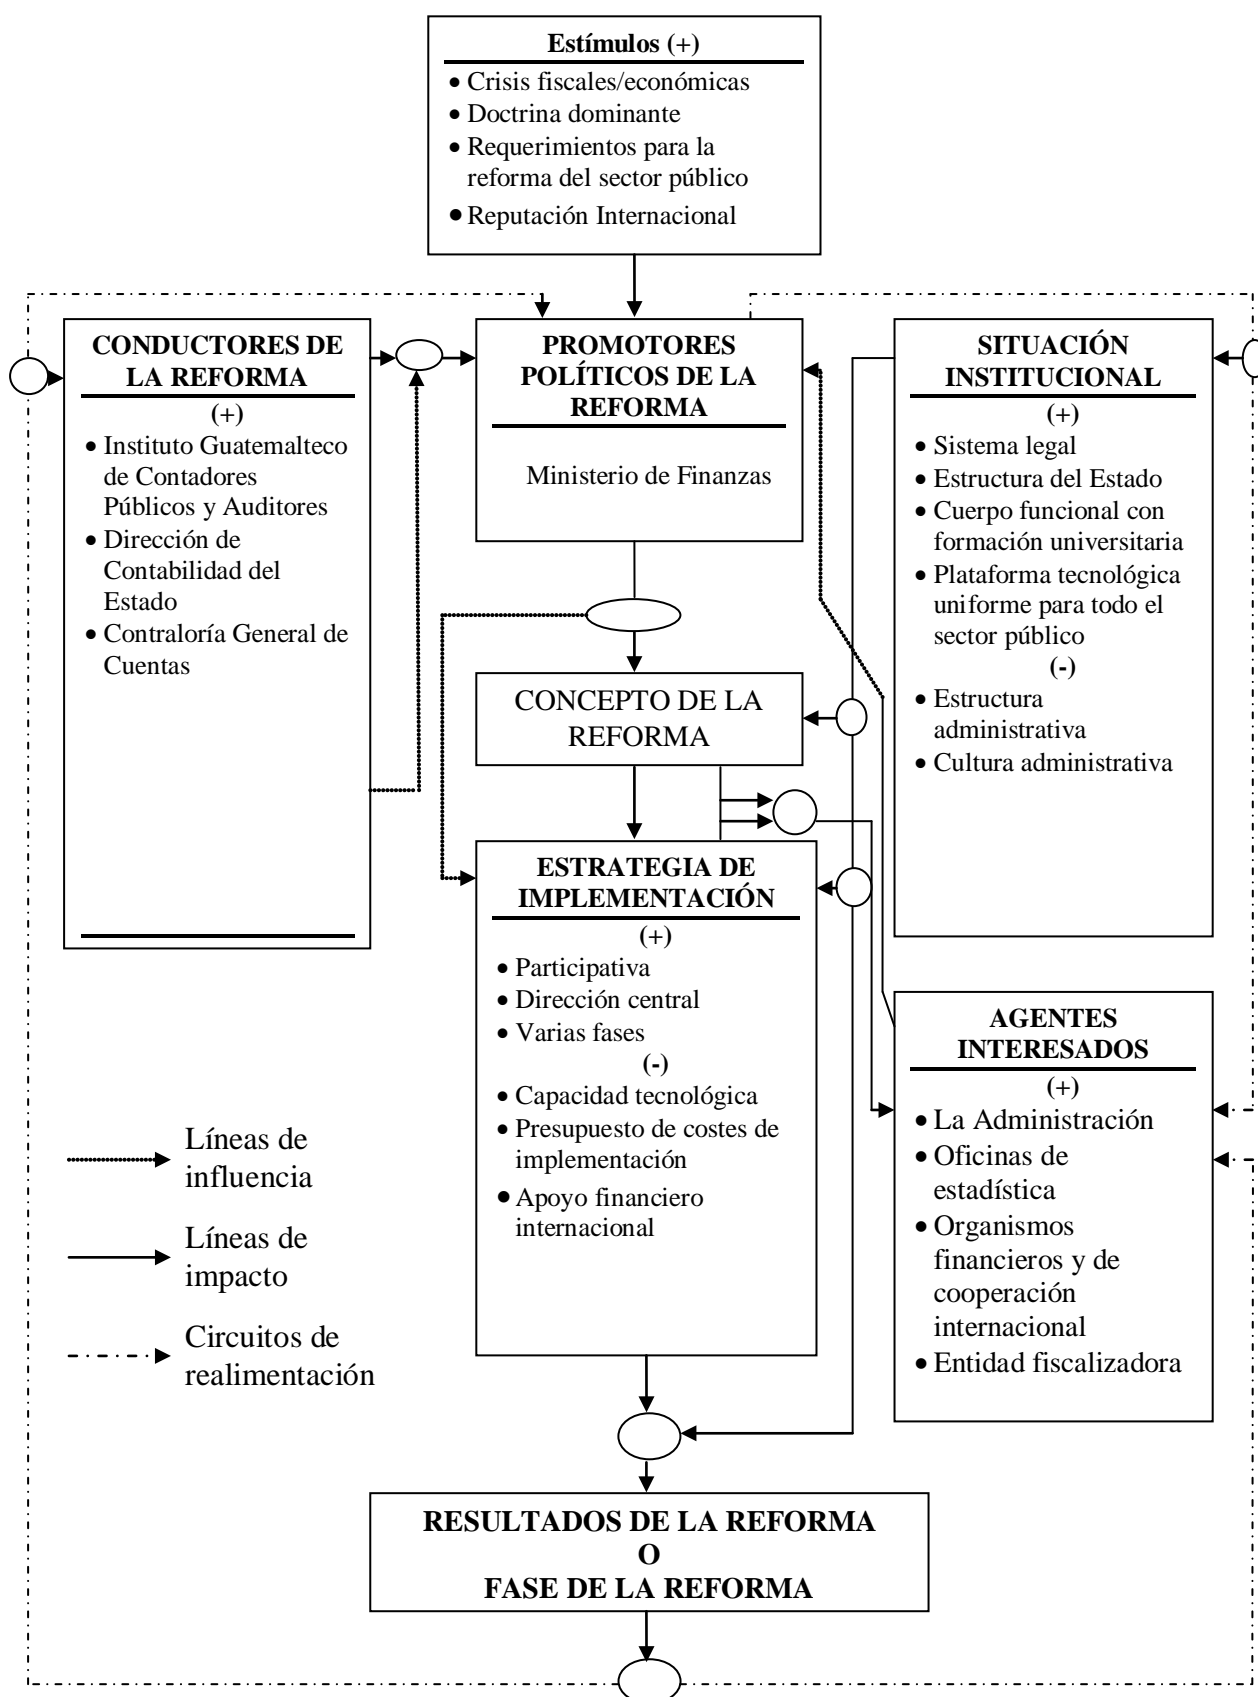 Estímulos (+)
• Crisis fiscales/económicas
• Doctrina dominante
• Requerimientos para la
reforma del sector público
• Reputación Internacional
CONDUCTORES DE
LA REFORMA
(+)
• Instituto Guatemalteco
de Contadores
Públicos y Auditores
• Dirección de
Contabilidad del
Estado
• Contraloría General de
Cuentas
PROMOTORES
POLÍTICOS DE LA
REFORMA
Ministerio de Finanzas
SITUACIÓN
INSTITUCIONAL
(+)
• Sistema legal
• Estructura del Estado
• Cuerpo funcional con
formación universitaria
• Plataforma tecnológica
uniforme para todo el
sector público
(-)
• Estructura
administrativa
• Cultura administrativa
CONCEPTO DE LA
REFORMA
ESTRATEGIA DE
IMPLEMENTACIÓN
(+)
• Participativa
• Dirección central
• Varias fases
(-)
• Capacidad tecnológica
• Presupuesto de costes de
implementación
• Apoyo financiero
internacional
AGENTES
INTERESADOS
(+)
• La Administración
• Oficinas de
estadística
• Organismos
financieros y de
cooperación
internacional
• Entidad fiscalizadora
Líneas de
influencia
Líneas de
impacto
Circuitos de
realimentación
RESULTADOS DE LA REFORMA
O
FASE DE LA REFORMA